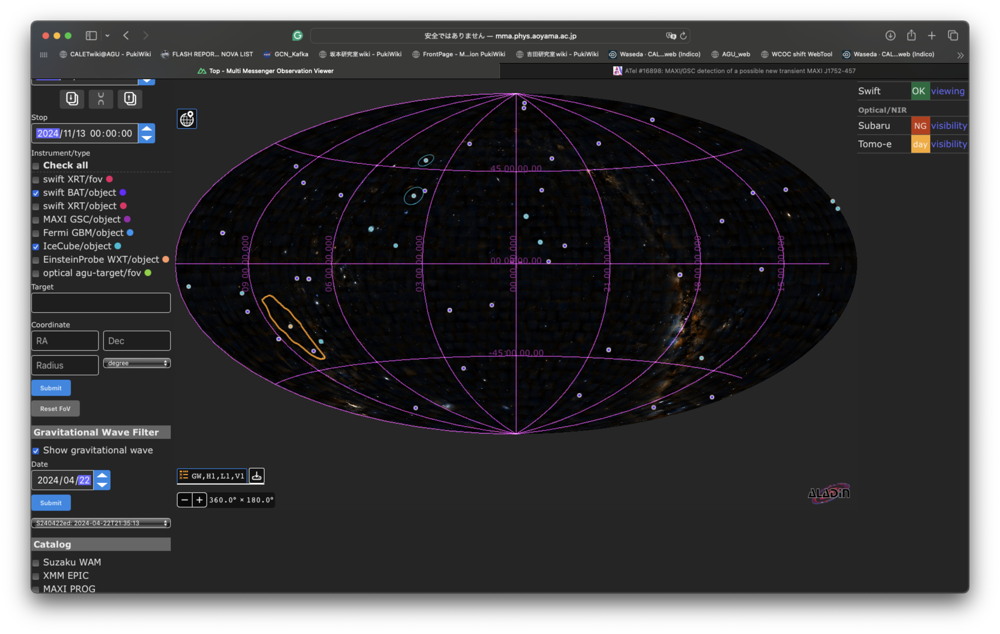 安全ではありません — mma.phys.aoyama.ac.jp
CALETwiki@AGU - PukiWiki
FLASH REPOR... NOVA LIST
GCN_Kafka
坂本研究室wiki - PukiWiki
FrontPage - M...ion PukiWiki
吉田研究室wiki - PukiWiki
Waseda · CAL...web (Indico)
AGU_web
WCOC shift WebTool
Waseda · CAL...web (Indico)
Top - Multi Messenger Observation Viewer
ATel #16898: MAXI/GSC detection of a possible new transient MAXI J1752-457
Stop
2024/11/13 00:00:00
Instrument/type
Check all
swift XRT/fov
swift BAT/object
swift XRT/object
MAXI GSC/object
Fermi GBM/object
IceCube/object
EinsteinProbe WXT/object
optical agu-target/fov
Target
Coordinate
RA
Dec
Radius
degree
Submit
Reset FoV
Gravitational Wave Filter
Show gravitational wave
Date
2024/04/22
Submit
S240422ed: 2024-04-22T21:35:13
Catalog
Suzaku WAM
XMM EPIC
MAXI PROG
45 00 00.00
-45 00 00.00
GW,H1,L1,V1
360.0° × 180.0°
ALADiN
Swift OK viewing
Optical/NIR
Subaru NG visibility
Tomo-e day visibility